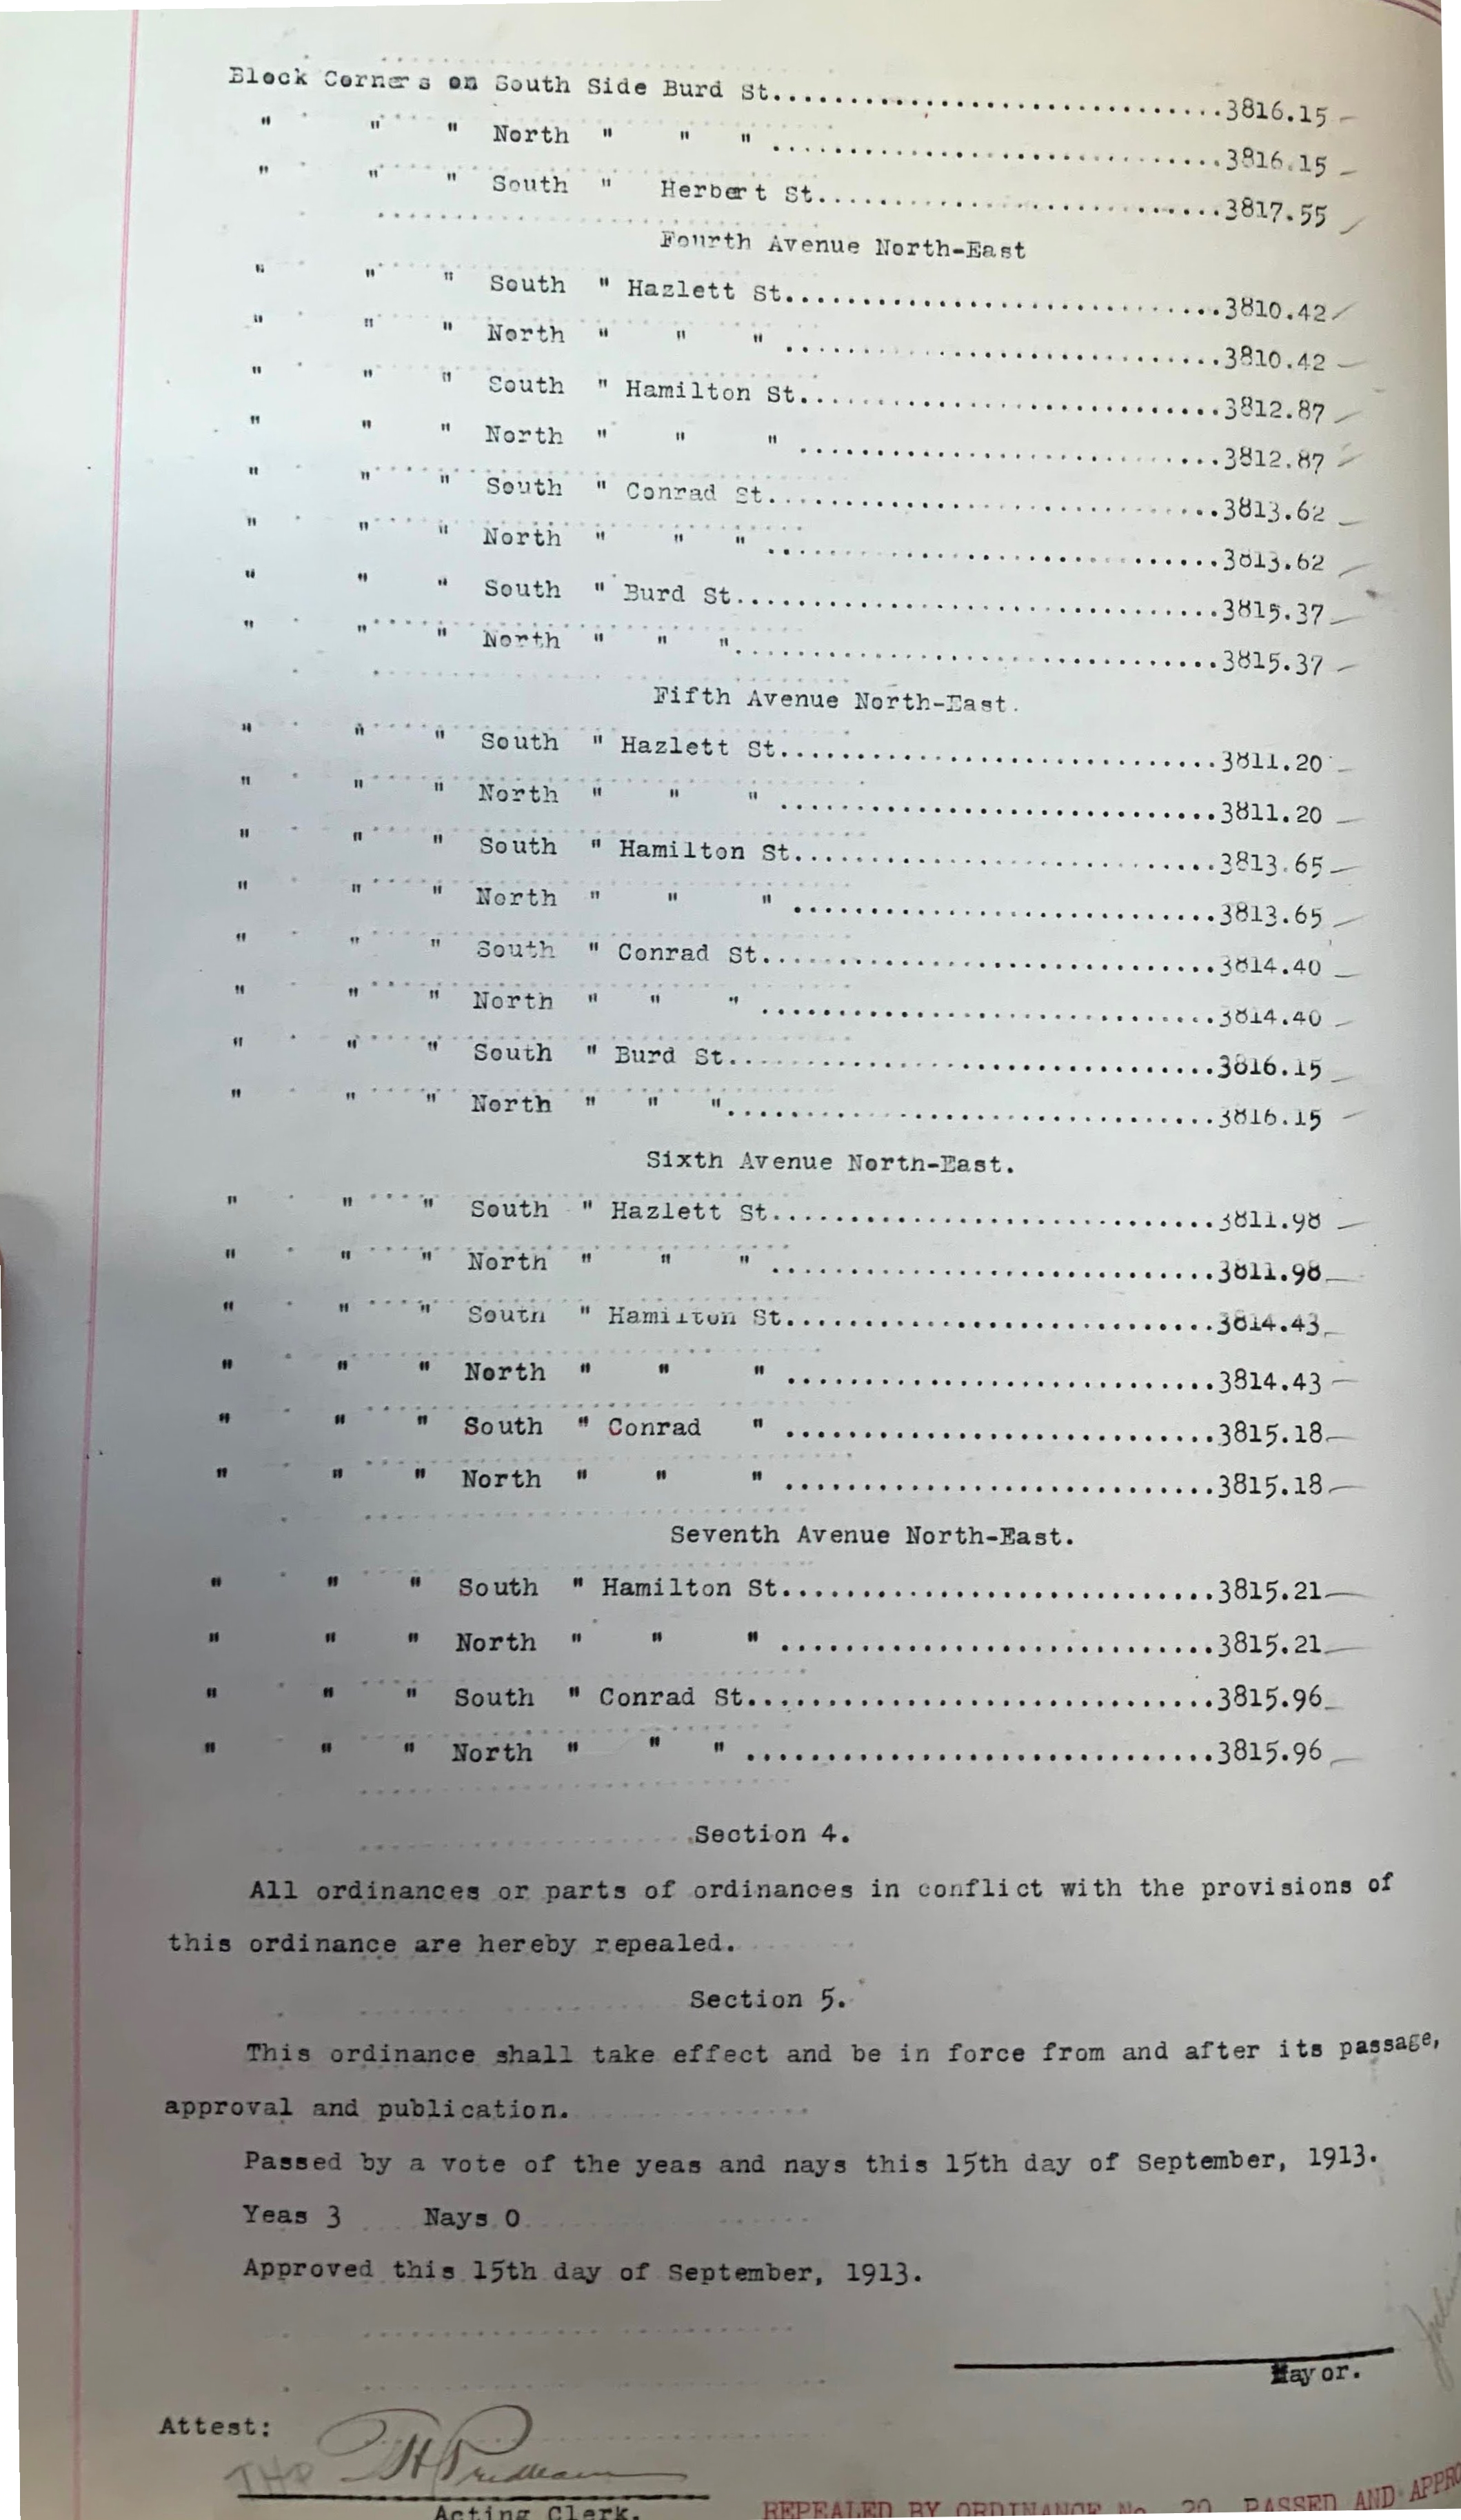 Block Corners on South Side Burd St...............................3816.15
" " " North " " " ..............................3816.15
" " " South " Herbert St...........................3817.55
Fourth Avenue North-East
" " " South " Hazlett St.............................3810.42
" " " North " " " .............................3810.42
" " " South " Hamilton St............................3812.87
" " " North " " " ............................3812.87
" " " South " Conrad St..............................3813.62
" " " North " " " ..............................3813.62
" " " South " Burd St................................3815.37
" " " North " " "................................3815.37
Fifth Avenue North-East.
" " " South " Hazlett St.............................3811.20
" " " North " " " .............................3811.20
" " " South " Hamilton St............................3813.65
" " " North " " " ............................3813.65
" " " South " Conrad St..............................3814.40
" " " North " " " ..............................3814.40
" " " South " Burd St................................3816.15
" " " North " " "................................3816.15
Sixth Avenue North-East.
" " " South " Hazlett St.............................3811.98
" " " North " " " .............................3811.98
" " " South " Hamilton St............................3814.43
" " " North " " " ............................3814.43
" " " South " Conrad " ............................3815.18
" " " North " " " ............................3815.18
Seventh Avenue North-East.
" " " South " Hamilton St............................3815.21
" " " North " " " ............................3815.21
" " " South " Conrad St..............................3815.96
" " " North " " " ..............................3815.96
Section 4.
All ordinances or parts of ordinances in conflict with the provisions of
this ordinance are hereby repealed.
Section 5.
This ordinance shall take effect and be in force from and after its passage,
approval and publication.
Passed by a vote of the yeas and nays this 15th day of September, 1913.
Yeas 3 Nays 0
Approved this 15th day of September, 1913.
Mayor.
Attest:
THP
Acting Clerk.
REPEALED BY ORDINANCE No. 20 PASSED AND APPRO